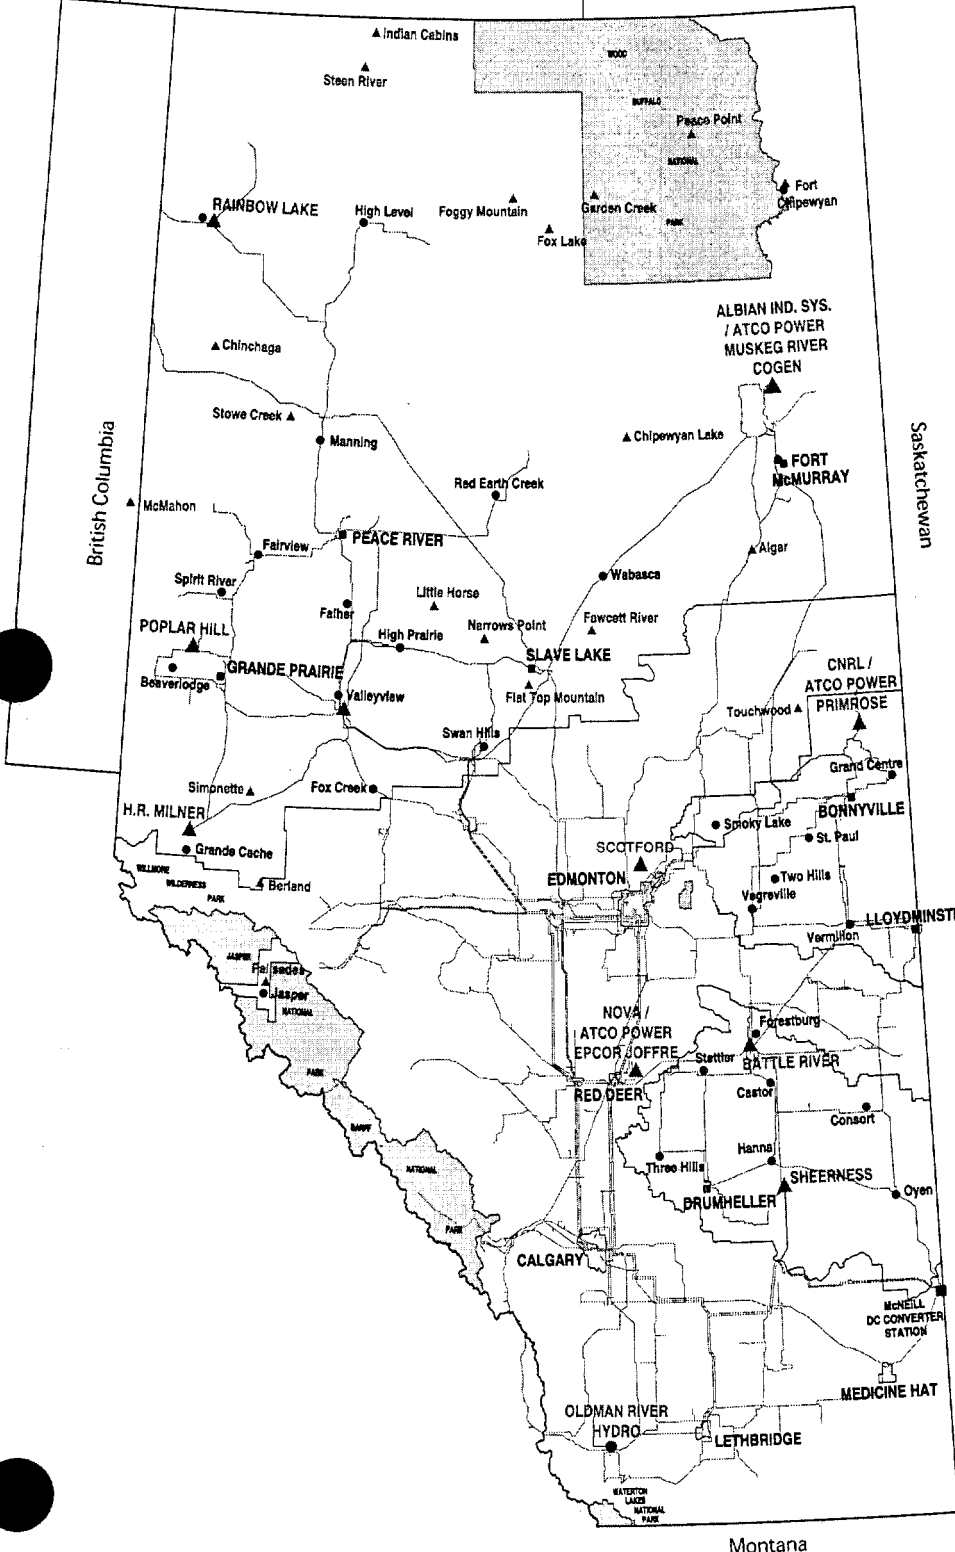 Indian Cabins
Steen River
WOOD
BUFFALO
Peace Point
NATIONAL
PARK
Fort
Chipewyan
RAINBOW LAKE
High Level
Foggy Mountain
Garden Creek
Fox Lake
ALBIAN IND. SYS.
/ ATCO POWER
MUSKEG RIVER
COGEN
Chinchaga
Stowe Creek
Manning
Chipewyan Lake
FORT
McMURRAY
British Columbia
Saskatchewan
Red Earth Creek
McMahon
PEACE RIVER
Fairview
Algar
Spirit River
Wabasca
Little Horse
Falher
Fawcett River
Narrows Point
High Prairie
POPLAR HILL
SLAVE LAKE
GRANDE PRAIRIE
Beaverlodge
Valleyview
Flat Top Mountain
CNRL /
ATCO POWER
PRIMROSE
Touchwood
Swan Hills
Grand Centre
Simonette
Fox Creek
H.R. MILNER
BONNYVILLE
Smoky Lake
St. Paul
Grande Cache
SCOTFORD
EDMONTON
Two Hills
Berland
WILLMORE
WILDERNESS
PARK
Vegreville
LLOYDMINST
Vermilion
JASPER
Palisades
Jasper
NATIONAL
PARK
NOVA /
ATCO POWER
EPCOR JOFFRE
Forestburg
Stettler
BATTLE RIVER
RED DEER
Castor
Consort
BANFF
NATIONAL
PARK
Hanna
Three Hills
SHEERNESS
DRUMHELLER
Oyen
CALGARY
McNEILL
DC CONVERTER
STATION
MEDICINE HAT
OLDMAN RIVER
HYDRO
LETHBRIDGE
WATERTON
LAKES
NATIONAL
PARK
Montana